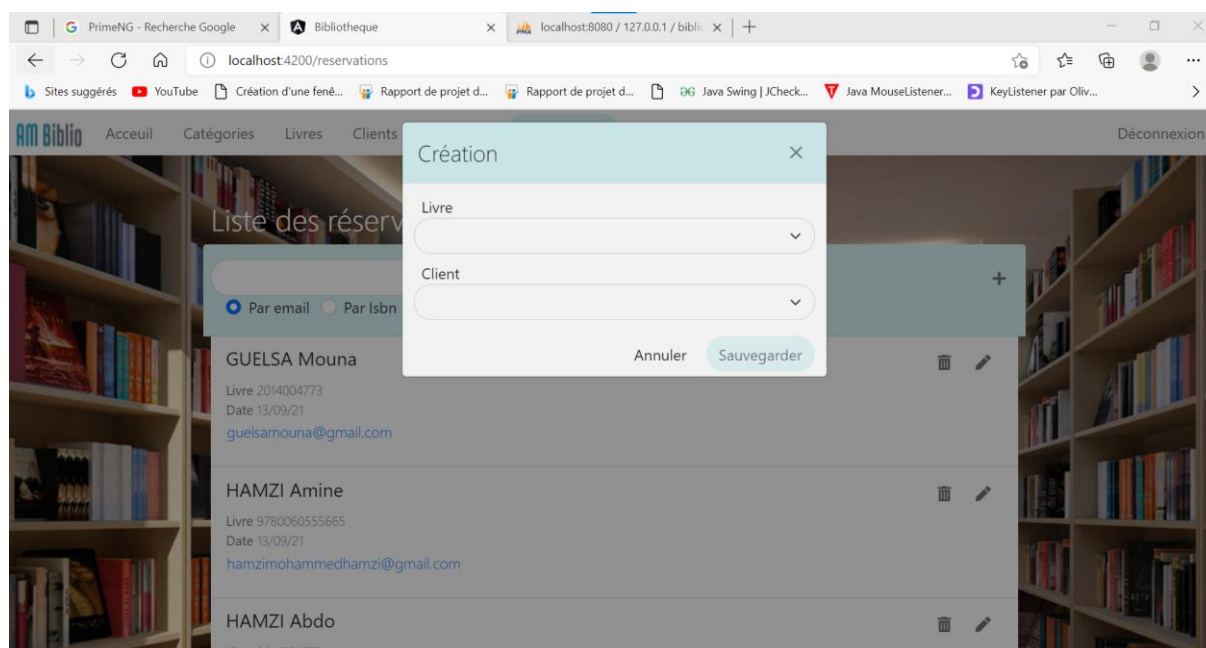 PrimeNG - Recherche Google
Bibliotheque
localhost:8080 / 127.0.0.1 / biblic
localhost:4200/reservations
Sites suggérés
YouTube
Création d'une fenê...
Rapport de projet d...
Rapport de projet d...
Java Swing | JCheck...
Java MouseListener...
KeyListener par Oliv...
AM Biblio
Acceuil
Catégories
Livres
Clients
Déconnexion
Création
Livre
Client
Annuler
Sauvegarder
Liste des réserv
Par email
Par Isbn
GUELSA Mouna
Livre 2014004773
Date 13/09/21
guelsamouna@gmail.com
HAMZI Amine
Livre 9780060555665
Date 13/09/21
hamzimohammedhamzi@gmail.com
HAMZI Abdo